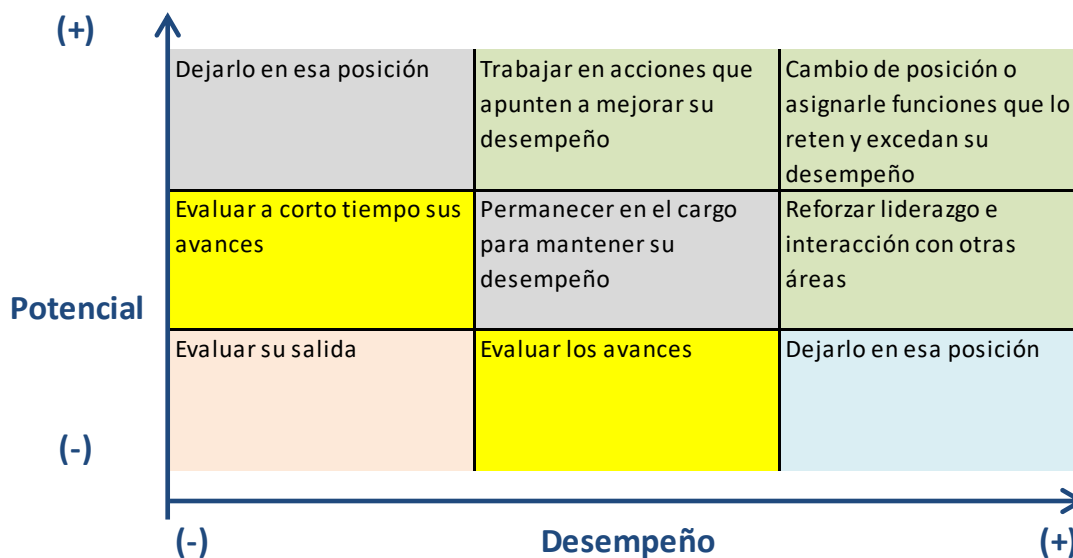 (+)
Dejarlo en esa posición
Trabajar en acciones que
apunten a mejorar su
desempeño
Cambio de posición o
asignarle funciones que lo
reten y excedan su
desempeño
Evaluar a corto tiempo sus
avances
Permanecer en el cargo
para mantener su
desempeño
Reforzar liderazgo e
interacción con otras
áreas
Potencial
Evaluar su salida
Evaluar los avances
Dejarlo en esa posición
(-)
(-)
Desempeño
(+)